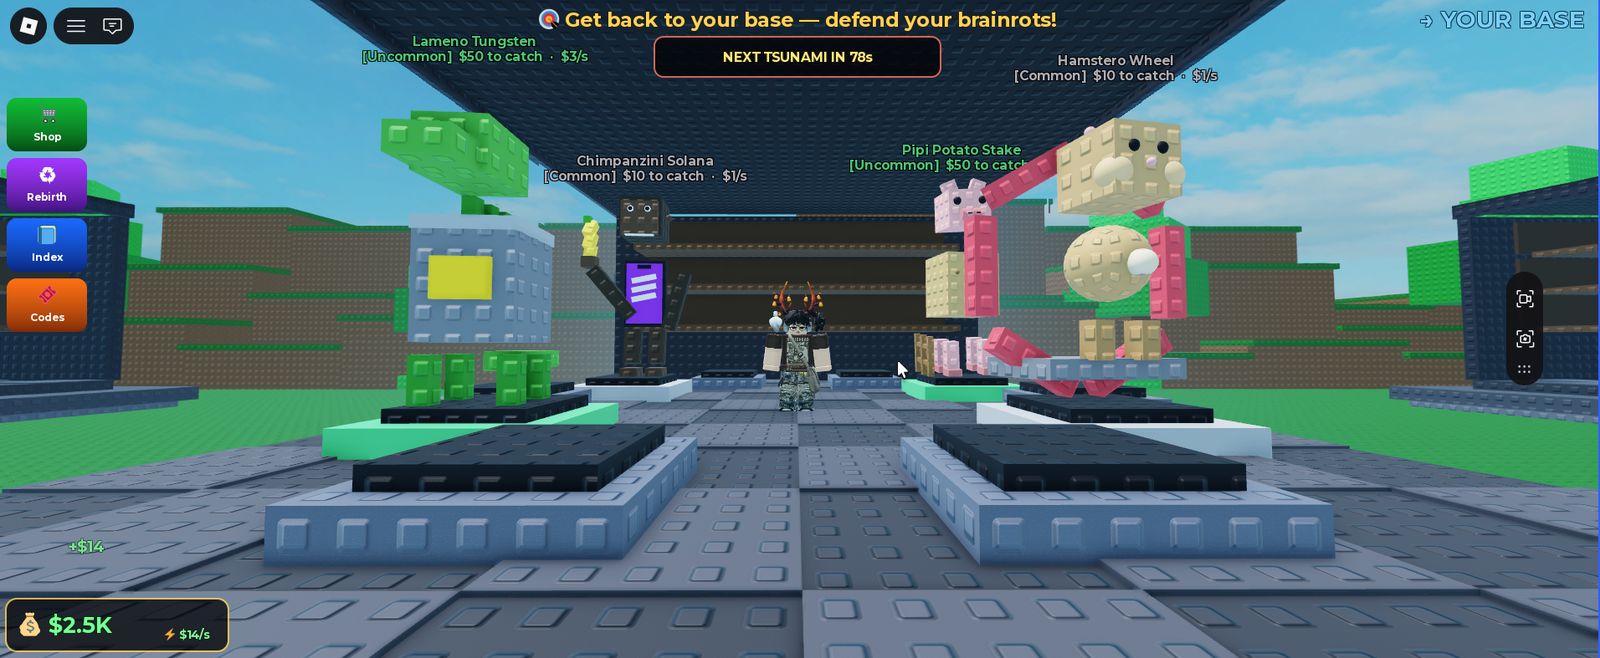 Get back to your base — defend your brainrots!
→ YOUR BASE
Lameno Tungsten
[Uncommon] $50 to catch · $3/s
NEXT TSUNAMI IN 78s
Hamstero Wheel
[Common] $10 to catch · $1/s
Shop
Chimpanzini Solana
[Common] $10 to catch · $1/s
Pipi Potato Stake
[Uncommon] $50 to catch
Rebirth
Index
Codes
+$14
$2.5K
$14/s